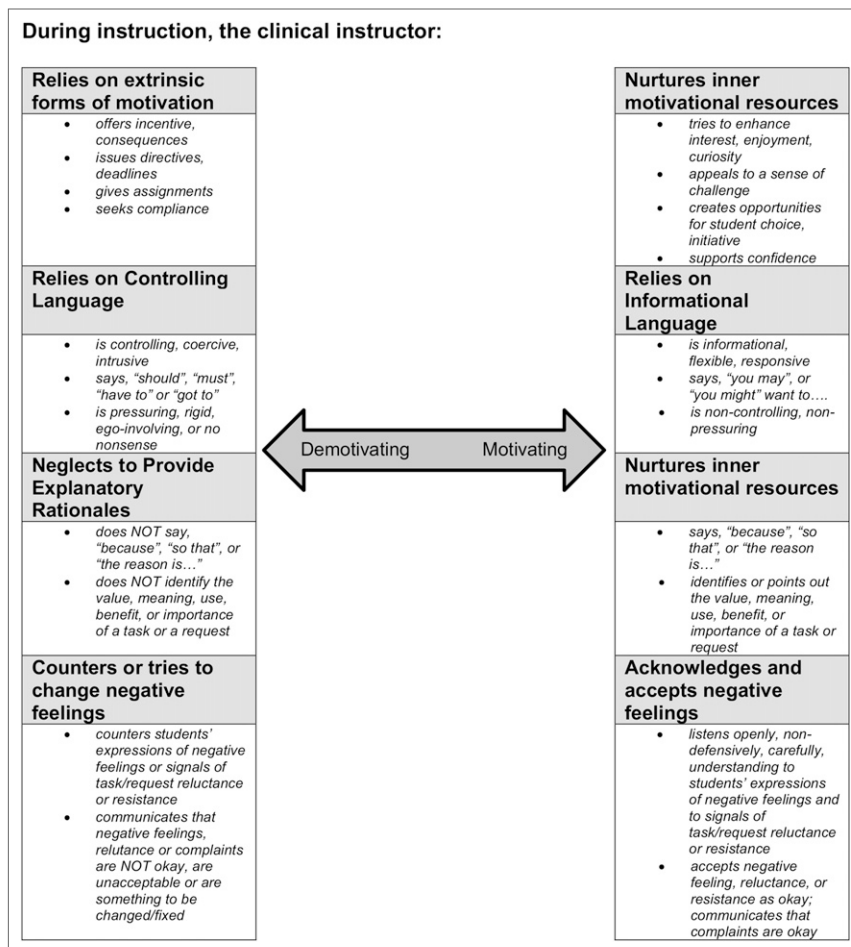 During instruction, the clinical instructor:
Relies on extrinsic
forms of motivation
• offers incentive,
consequences
• issues directives,
deadlines
• gives assignments
• seeks compliance
Relies on Controlling
Language
• is controlling, coercive,
intrusive
• says, “should”, “must”,
“have to” or “got to”
• is pressuring, rigid,
ego-involving, or no
nonsense
Neglects to Provide
Explanatory
Rationales
• does NOT say,
“because”, “so that”, or
“the reason is…”
• does NOT identify the
value, meaning, use,
benefit, or importance
of a task or a request
Counters or tries to
change negative
feelings
• counters students’
expressions of negative
feelings or signals of
task/request reluctance
or resistance
• communicates that
negative feelings,
relutance or complaints
are NOT okay, are
unacceptable or are
something to be
changed/fixed
Demotivating
Motivating
Nurtures inner
motivational resources
• tries to enhance
interest, enjoyment,
curiosity
• appeals to a sense of
challenge
• creates opportunities
for student choice,
initiative
• supports confidence
Relies on
Informational
Language
• is informational,
flexible, responsive
• says, “you may”, or
“you might” want to….
• is non-controlling, non-
pressuring
Nurtures inner
motivational resources
• says, “because”, “so
that”, or “the reason
is…”
• identifies or points out
the value, meaning,
use, benefit, or
importance of a task or
request
Acknowledges and
accepts negative
feelings
• listens openly, non-
defensively, carefully,
understanding to
students’ expressions
of negative feelings and
to signals of
task/request reluctance
or resistance
• accepts negative
feeling, reluctance, or
resistance as okay;
communicates that
complaints are okay